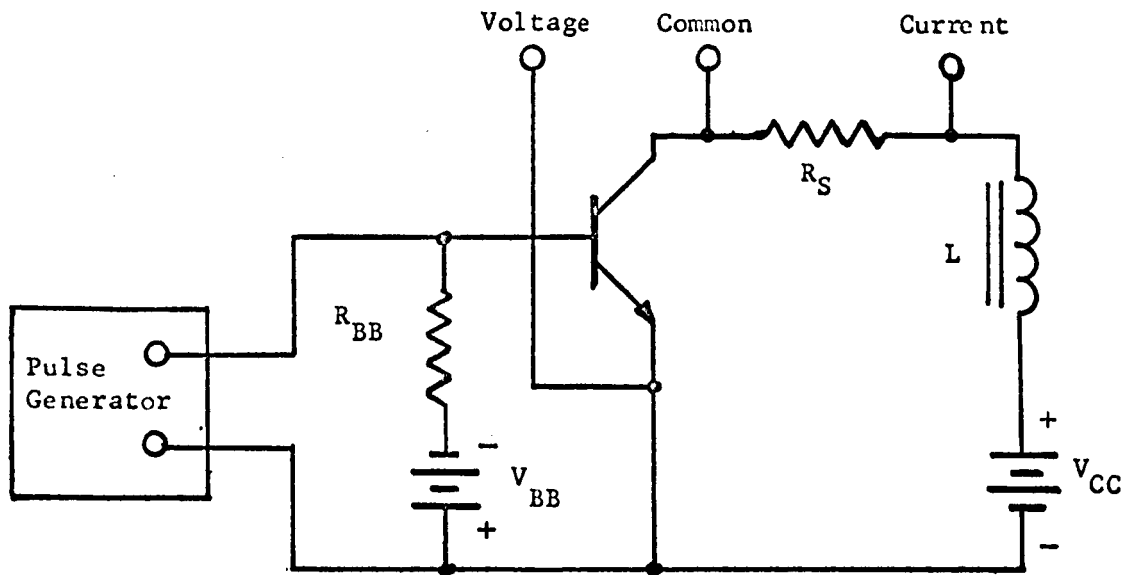 Voltage Common Current
R_S
L
R_BB
Pulse
Generator
-
V_BB
+
+
V_CC
-